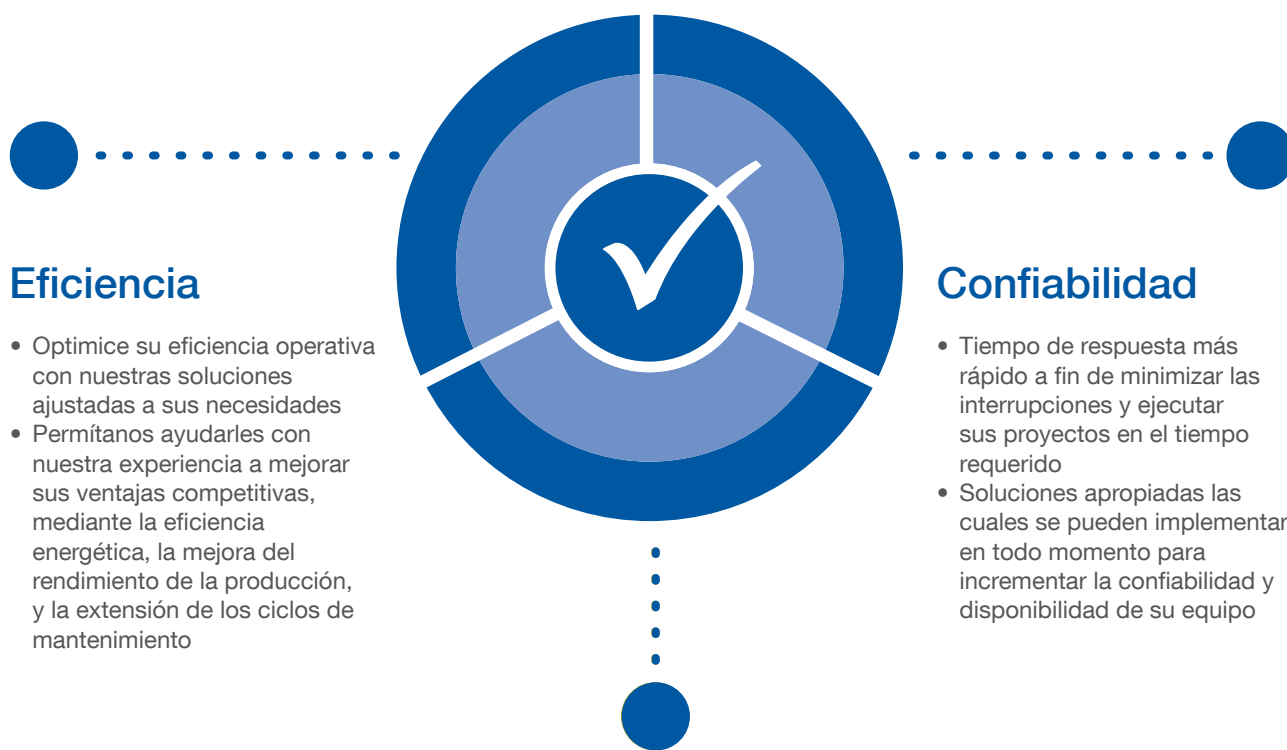 Eficiencia
• Optimice su eficiencia operativa
con nuestras soluciones
ajustadas a sus necesidades
• Permítanos ayudarles con
nuestra experiencia a mejorar
sus ventajas competitivas,
mediante la eficiencia
energética, la mejora del
rendimiento de la producción,
y la extensión de los ciclos de
mantenimiento
Confiabilidad
• Tiempo de respuesta más
rápido a fin de minimizar las
interrupciones y ejecutar
sus proyectos en el tiempo
requerido
• Soluciones apropiadas las
cuales se pueden implementar
en todo momento para
incrementar la confiabilidad y
disponibilidad de su equipo